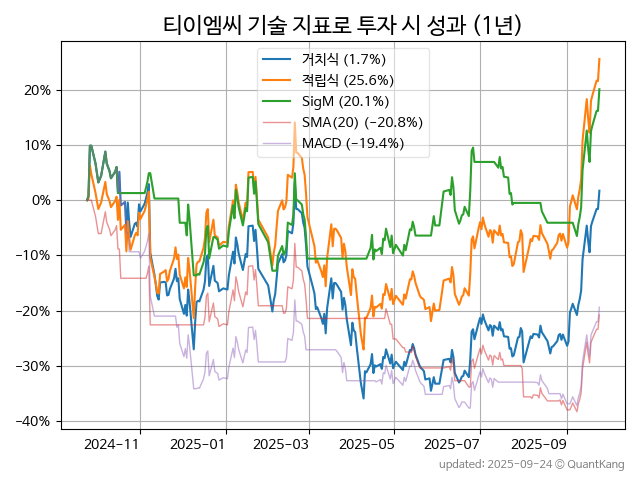 티이엠씨 기술 지표로 투자 시 성과 (1년)
거치식 (1.7%)
적립식 (25.6%)
SigM (20.1%)
SMA(20) (−20.8%)
MACD (−19.4%)
20%
10%
0%
−10%
−20%
−30%
−40%
2024-11 2025-01 2025-03 2025-05 2025-07 2025-09
updated: 2025-09-24 © QuantKang